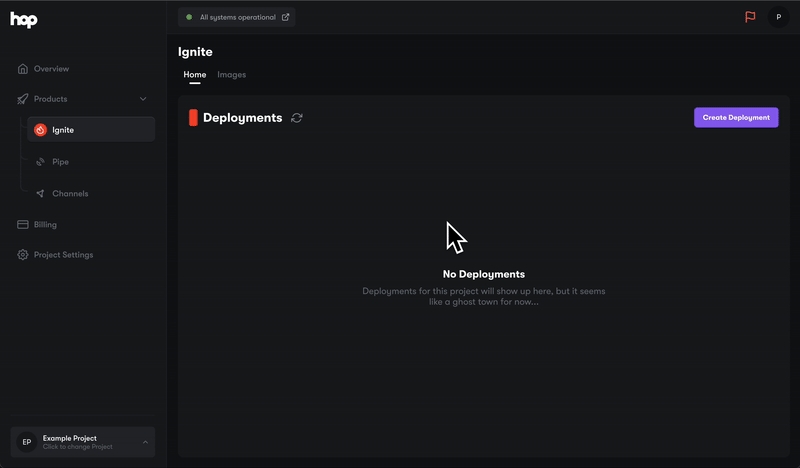 hop
All systems operational
P
Overview
Products
Ignite
Pipe
Channels
Billing
Project Settings
EP
Example Project
Click to change Project
Ignite
Home
Images
Deployments
Create Deployment
No Deployments
Deployments for this project will show up here, but it seems
like a ghost town for now...